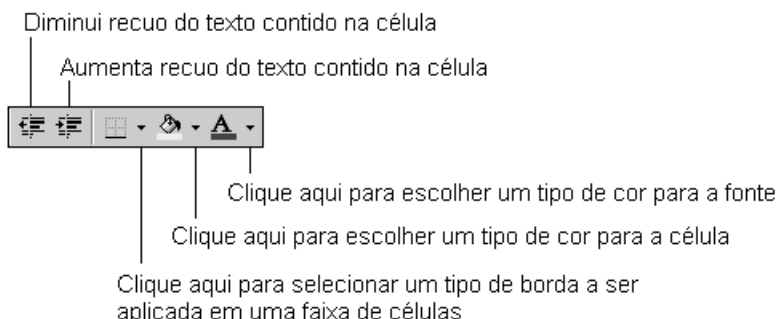 Diminui recuo do texto contido na célula
Aumenta recuo do texto contido na célula
A
Clique aqui para escolher um tipo de cor para a fonte
Clique aqui para escolher um tipo de cor para a célula
Clique aqui para selecionar um tipo de borda a ser
aplicada em uma faixa de células